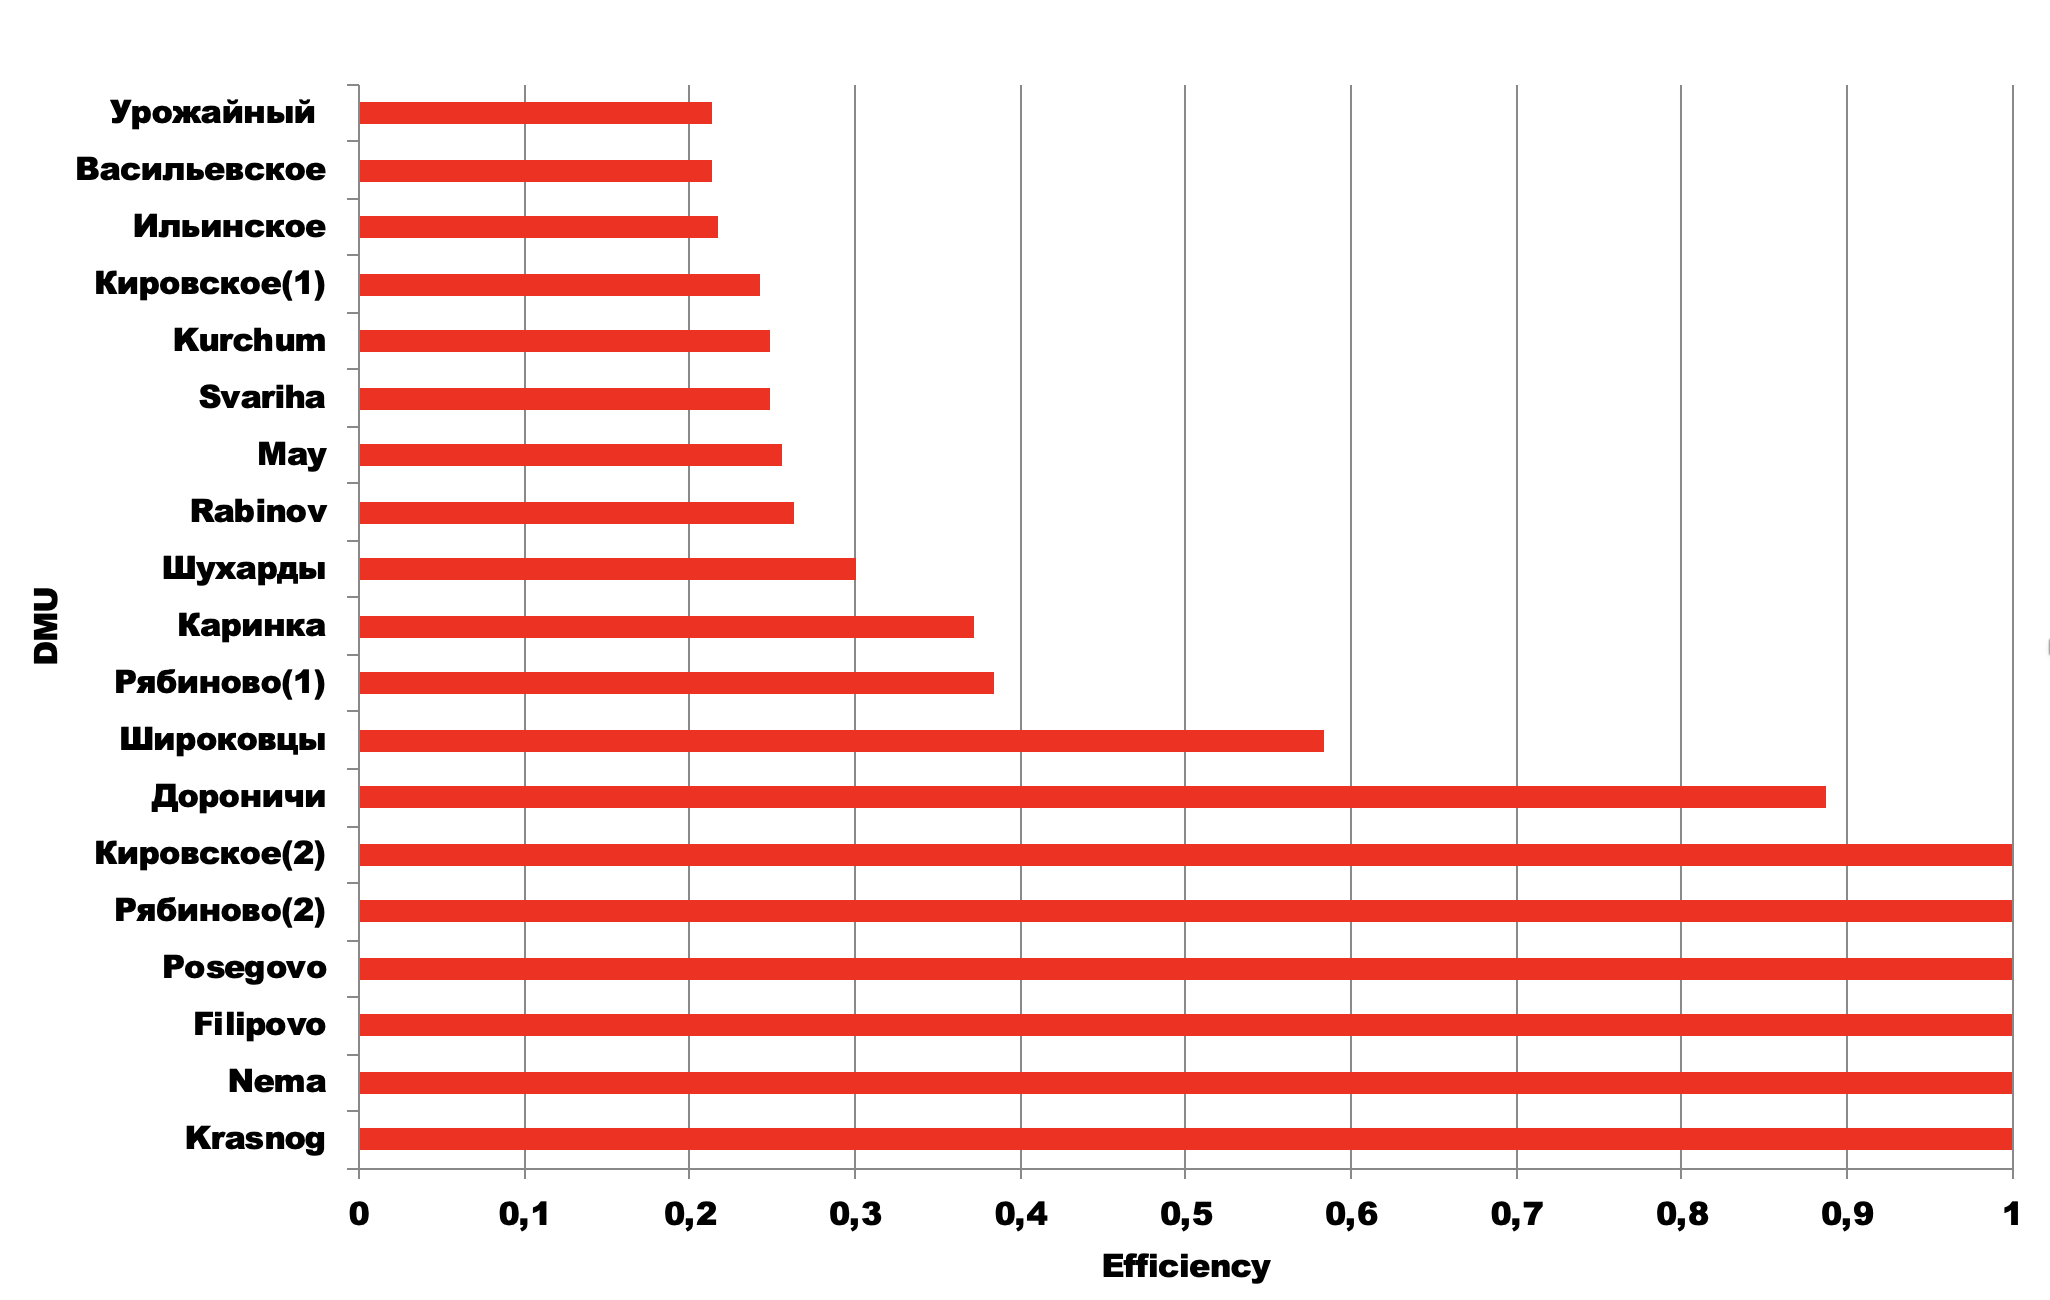 Урожайный
Васильевское
Ильинское
Кировское(1)
Kurchum
Svariha
May
Rabinov
Шухарды
Каринка
Рябиново(1)
Широковцы
Дороничи
Кировское(2)
Рябиново(2)
Posegovo
Filipovo
Nema
Krasnog
DMU
0 0,1 0,2 0,3 0,4 0,5 0,6 0,7 0,8 0,9 1
Efficiency